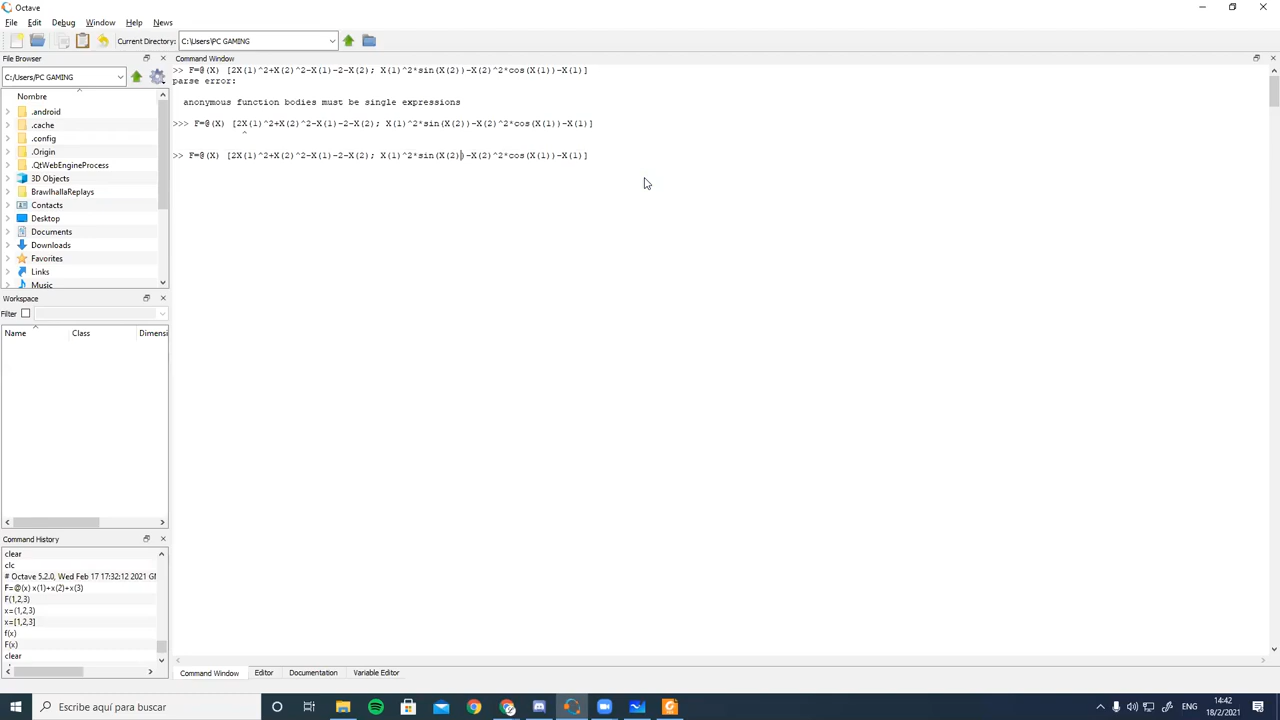 Octave
File Edit Debug Window Help News
Current Directory: C:\Users\PC GAMING
File Browser
C:/Users/PC GAMING
Nombre
.android
.cache
.config
.Origin
.QtWebEngineProcess
3D Objects
BrawlhallaReplays
Contacts
Desktop
Documents
Downloads
Favorites
Links
Music
Workspace
Filter
Name Class Dimensi
Command History
clear
clc
# Octave 5.2.0, Wed Feb 17 17:32:12 2021 GM
F=@(x) x(1)+x(2)+x(3)
F(1,2,3)
x=(1,2,3)
x=[1,2,3]
f(x)
F(x)
clear
Command Window
>> F=@(X) [2X(1)^2+X(2)^2-X(1)-2-X(2); X(1)^2*sin(X(2))-X(2)^2*cos(X(1))-X(1)]
parse error:
anonymous function bodies must be single expressions
>>> F=@(X) [2X(1)^2+X(2)^2-X(1)-2-X(2); X(1)^2*sin(X(2))-X(2)^2*cos(X(1))-X(1)]
^
>> F=@(X) [2X(1)^2+X(2)^2-X(1)-2-X(2); X(1)^2*sin(X(2))-X(2)^2*cos(X(1))-X(1)]
Command Window Editor Documentation Variable Editor
Escribe aquí para buscar
ENG
14:42
18/2/2021